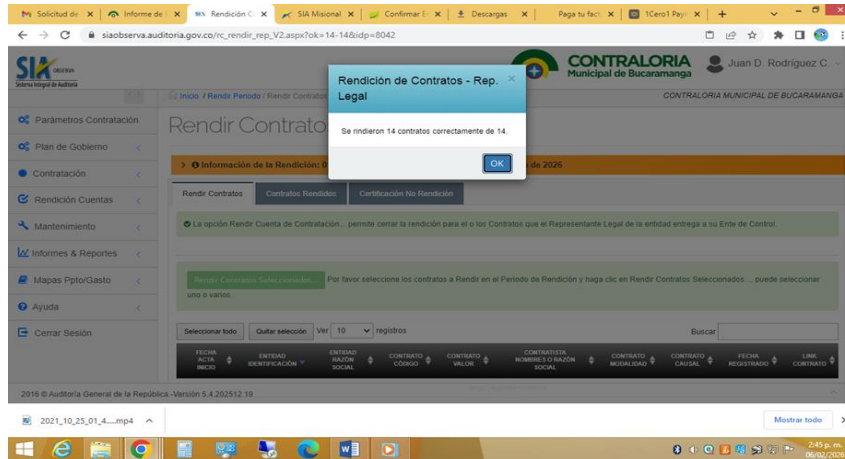 Solicitud de
Informe de
Rendición C
SIA Misional
Confirmar E
Descargas
Paga tu fact
1Cero1 Pay
siaobserva.auditoria.gov.co/rc_rendir_rep_V2.aspx?ok=14-14&idp=8042
SIA OBSERVA
Sistema Integral de Auditoría
CONTRALORIA
Municipal de Bucaramanga
Juan D. Rodríguez C.
Inicio / Rendir Periodo / Rendir Contratos
CONTRALORIA MUNICIPAL DE BUCARAMANGA
Rendición de Contratos - Rep. Legal
Se rindieron 14 contratos correctamente de 14.
OK
Parámetros Contratación
Plan de Gobierno
Contratación
Rendición Cuentas
Mantenimiento
Informes & Reportes
Mapas Ppto/Gasto
Ayuda
Cerrar Sesión
Rendir Contrato
Información de la Rendición: 0
de 2026
Rendir Contratos
Contratos Rendidos
Certificación No Rendición
La opción Rendir Cuenta de Contratación... permite cerrar la rendición para el o los Contratos que el Representante Legal de la entidad entrega a su Ente de Control.
Rendir Contratos Seleccionados... Por favor seleccione los contratos a Rendir en el Periodo de Rendición y haga clic en Rendir Contratos Seleccionados: ... puede seleccionar
uno o varios.
Seleccionar todo
Quitar selección
Ver 10 registros
Buscar
FECHA ACTA INICIO
ENTIDAD IDENTIFICACIÓN
ENTIDAD RAZÓN SOCIAL
CONTRATO CÓDIGO
CONTRATO VALOR
CONTRATISTA NOMBRES O RAZÓN SOCIAL
CONTRATO MODALIDAD
CONTRATO CAUSAL
FECHA REGISTRADO
LINK CONTRATO
2016 © Auditoría General de la República -Versión 5.4.202512.19
2021_10_25_01_4....mp4
Mostrar todo
2:45 p. m.
06/02/2026